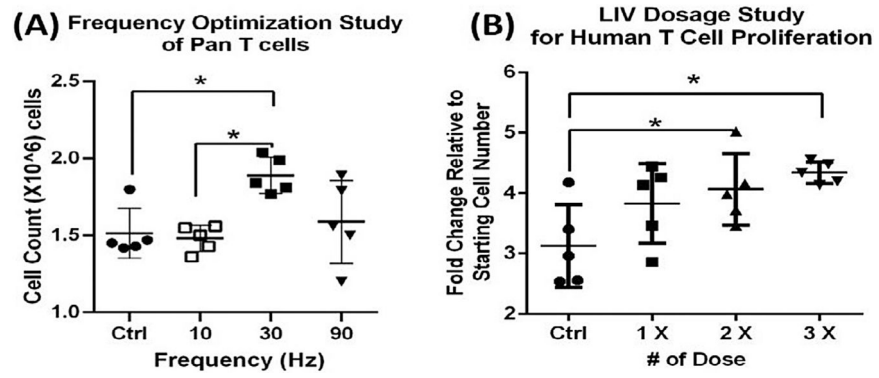 (A) Frequency Optimization Study
of Pan T cells
Cell Count (X10^6) cells
2.5
2.0
1.5
1.0
*
*
Ctrl 10 30 90
Frequency (Hz)
(B) LIV Dosage Study
for Human T Cell Proliferation
Fold Change Relative to
Starting Cell Number
6
5
4
3
2
*
*
Ctrl 1 X 2 X 3 X
# of Dose